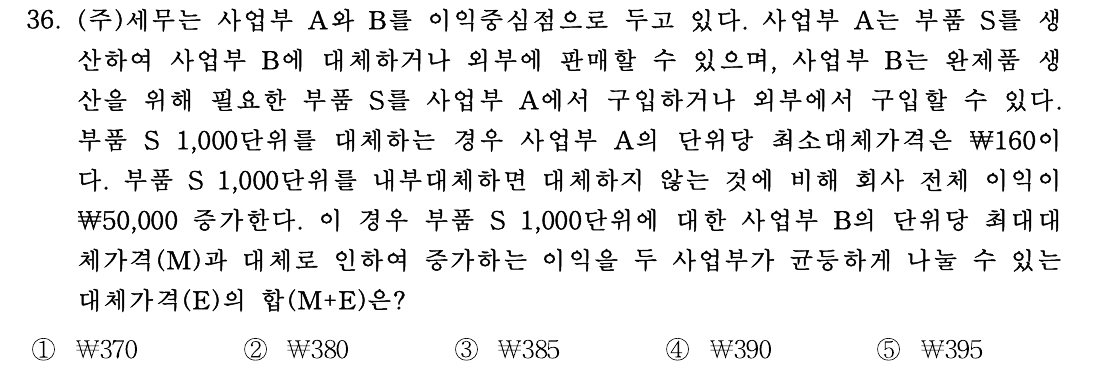 36. (주)세무는 사업부 A와 B를 이익중심점으로 두고 있다. 사업부 A는 부품 S를 생
산하여 사업부 B에 대체하거나 외부에 판매할 수 있으며, 사업부 B는 완제품 생
산을 위해 필요한 부품 S를 사업부 A에서 구입하거나 외부에서 구입할 수 있다.
부품 S 1,000단위를 대체하는 경우 사업부 A의 단위당 최소대체가격은 ₩160이
다. 부품 S 1,000단위를 내부대체하면 대체하지 않는 것에 비해 회사 전체 이익이
₩50,000 증가한다. 이 경우 부품 S 1,000단위에 대한 사업부 B의 단위당 최대대
체가격(M)과 대체로 인하여 증가하는 이익을 두 사업부가 균등하게 나눌 수 있는
대체가격(E)의 합(M+E)은?
① ₩370 ② ₩380 ③ ₩385 ④ ₩390 ⑤ ₩395